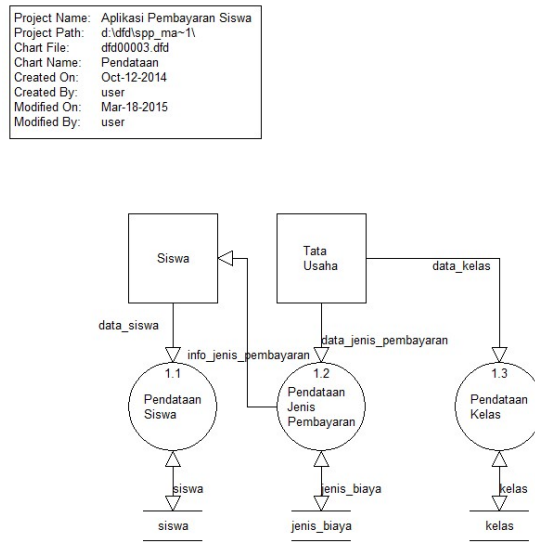 Project Name: Aplikasi Pembayaran Siswa
Project Path: d:\dfd\spp_ma~1\
Chart File: dfd00003.dfd
Chart Name: Pendataan
Created On: Oct-12-2014
Created By: user
Modified On: Mar-18-2015
Modified By: user
Siswa
Tata
Usaha
data_kelas
data_siswa
data_jenis_pembayaran
info_jenis_pembayaran
1.1
Pendataan
Siswa
1.2
Pendataan
Jenis
Pembayaran
1.3
Pendataan
Kelas
siswa
jenis_biaya
kelas
siswa
jenis_biaya
kelas